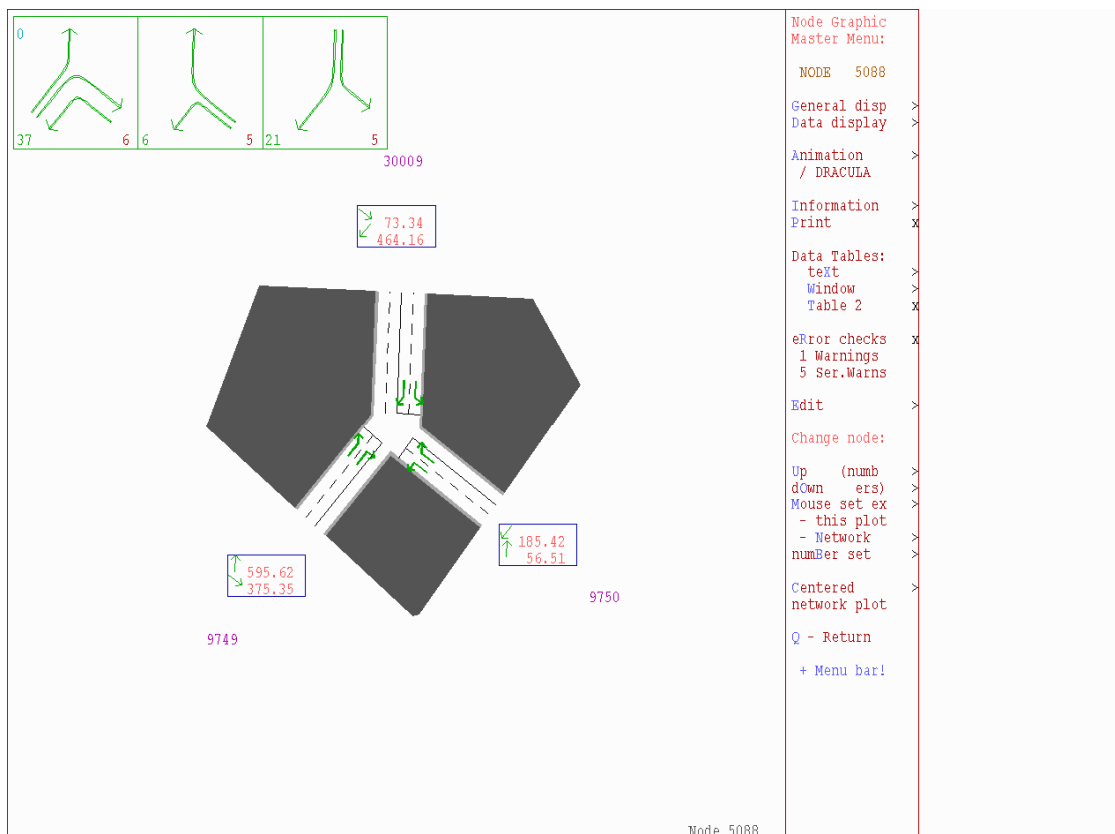 0
37 6 6 5 21 5
30009
73.34
464.16
595.62
375.35
185.42
56.51
9750
9749
Node 5088
Node Graphic
Master Menu:
NODE 5088
General disp >
Data display >
Animation >
/ DRACULA
Information >
Print x
Data Tables:
teXt >
Window >
Table 2 x
eRror checks x
1 Warnings
5 Ser.Warns
Edit >
Change node:
Up (numb >
dOwn ers) >
Mouse set ex >
- this plot
- Network >
numBer set >
Centered >
network plot
Q - Return
+ Menu bar!